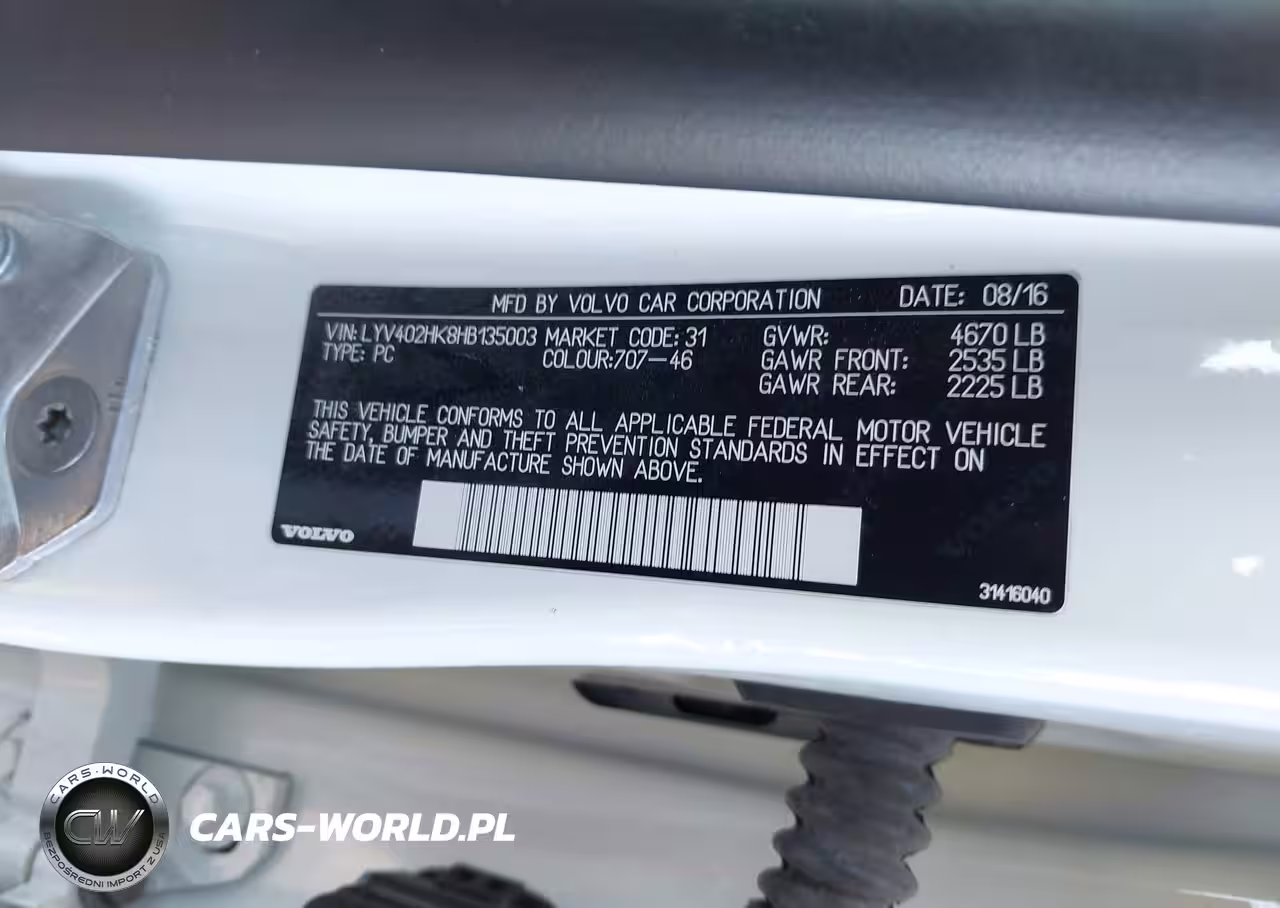 MFD BY VOLVO CAR CORPORATION DATE: 08/16
VIN: LYV402HK8HB135003 MARKET CODE: 31 GVWR: 4670 LB
TYPE: PC COLOUR:707-46 GAWR FRONT: 2535 LB
GAWR REAR: 2225 LB
THIS VEHICLE CONFORMS TO ALL APPLICABLE FEDERAL MOTOR VEHICLE
SAFETY, BUMPER AND THEFT PREVENTION STANDARDS IN EFFECT ON
THE DATE OF MANUFACTURE SHOWN ABOVE.
VOLVO
31416040
CARS-WORLD
CW
BEZPOŚREDNI IMPORT Z USA
CARS-WORLD.PL